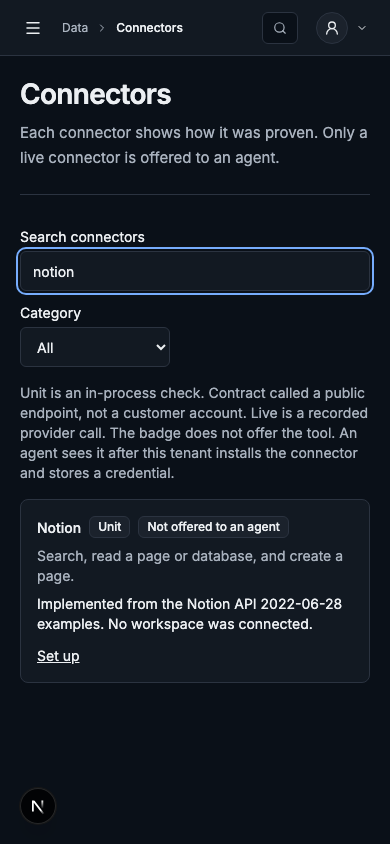 Data > Connectors
Connectors
Each connector shows how it was proven. Only a
live connector is offered to an agent.
Search connectors
notion
Category
All
Unit is an in-process check. Contract called a public
endpoint, not a customer account. Live is a recorded
provider call. The badge does not offer the tool. An
agent sees it after this tenant installs the connector
and stores a credential.
Notion Unit Not offered to an agent
Search, read a page or database, and create a
page.
Implemented from the Notion API 2022-06-28
examples. No workspace was connected.
Set up
N